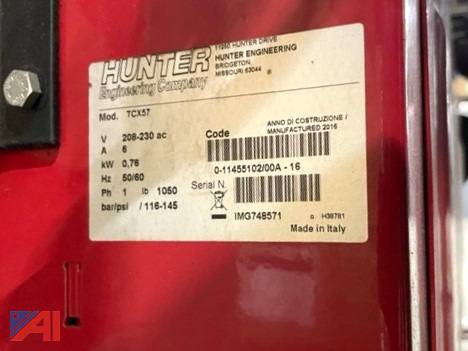 HUNTER
Engineering Company
11250 HUNTER DRIVE
HUNTER ENGINEERING
BRIDGETON,
MISSOURI 63044
Mod. TCX57
V 208-230 ac
A 6
kW 0,76
Hz 50/60
Ph 1 lb 1050
bar/psi / 116-145
Code
ANNO DI COSTRUZIONE /
MANUFACTURED 2016
0-11455102/00A - 16
Serial N.
IMG748571
G. H38781
Made in Italy
AI